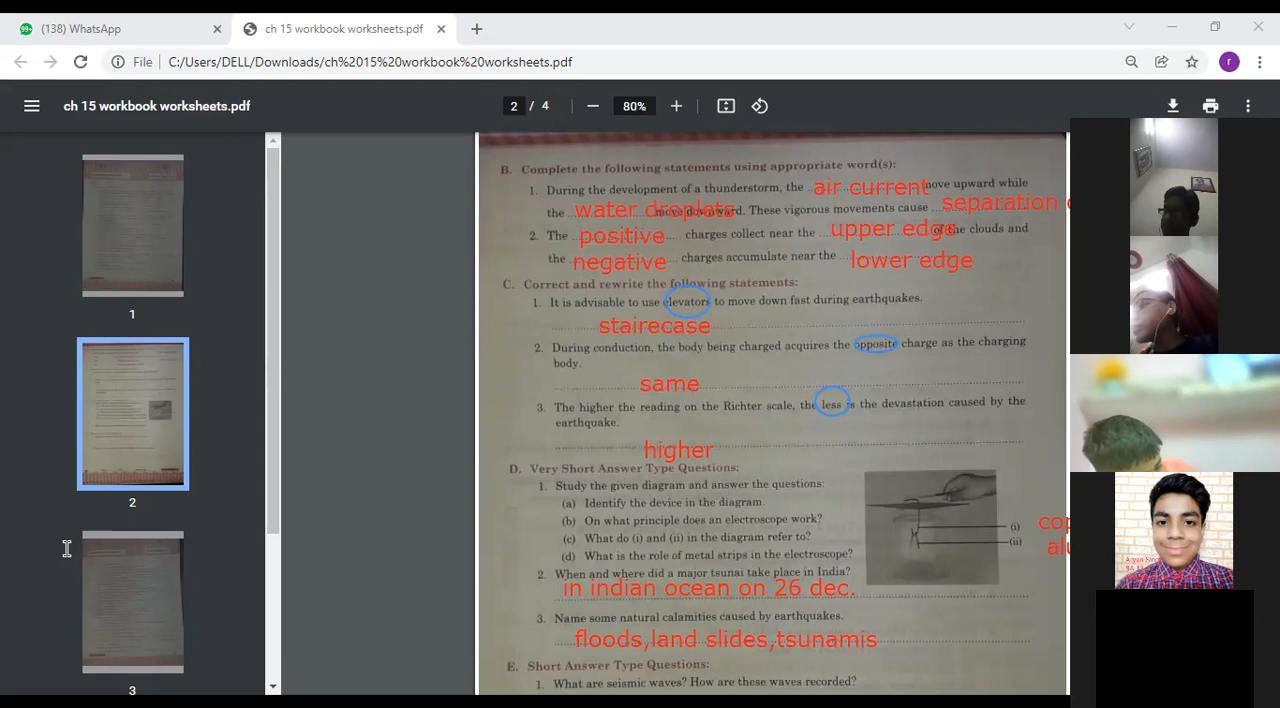 (138) WhatsApp
ch 15 workbook worksheets.pdf
File
C:/Users/DELL/Downloads/ch%2015%20workbook%20worksheets.pdf
r
ch 15 workbook worksheets.pdf
2 / 4
80%
1
2
3
B. Complete the following statements using appropriate word(s):
1. During the development of a thunderstorm, the air current move upward while
the water droplets move downward. These vigorous movements cause separation
2. The positive charges collect near the upper edge of the clouds and
the negative charges accumulate near the lower edge
C. Correct and rewrite the following statements:
1. It is advisable to use elevators to move down fast during earthquakes.
stairecase
2. During conduction, the body being charged acquires the opposite charge as the charging
body.
same
3. The higher the reading on the Richter scale, the less is the devastation caused by the
earthquake.
higher
D. Very Short Answer Type Questions:
1. Study the given diagram and answer the questions:
(a) Identify the device in the diagram.
(b) On what principle does an electroscope work?
(c) What do (i) and (ii) in the diagram refer to?
(d) What is the role of metal strips in the electroscope?
(i)
(ii)
2. When and where did a major tsunai take place in India?
in indian ocean on 26 dec.
3. Name some natural calamities caused by earthquakes.
floods,land slides,tsunamis
E. Short Answer Type Questions:
1. What are seismic waves? How are these waves recorded?